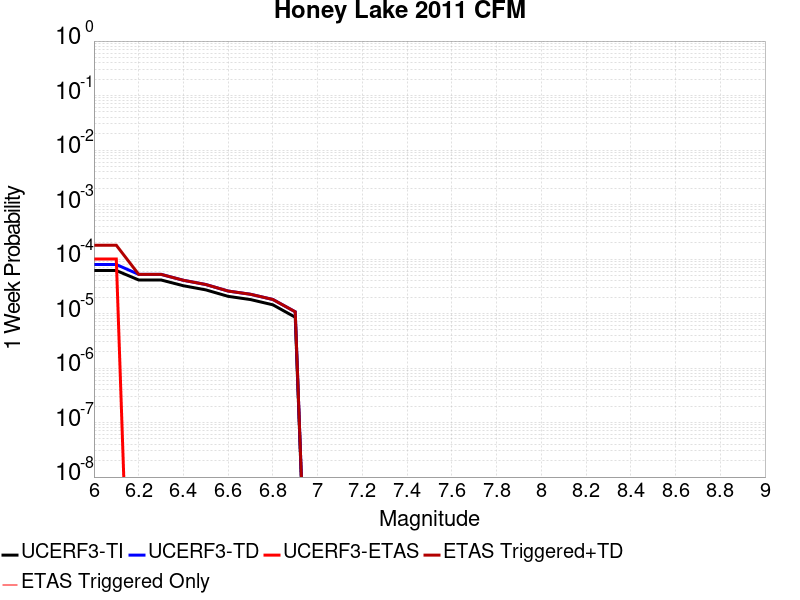 Honey Lake 2011 CFM
10^0
10^-1
10^-2
10^-3
10^-4
10^-5
10^-6
10^-7
10^-8
1 Week Probability
6 6.2 6.4 6.6 6.8 7 7.2 7.4 7.6 7.8 8 8.2 8.4 8.6 8.8 9
Magnitude
UCERF3-TI UCERF3-TD UCERF3-ETAS ETAS Triggered+TD
ETAS Triggered Only